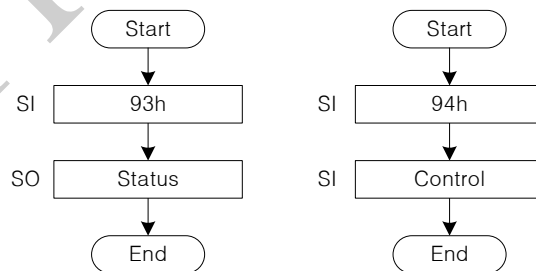 Start
SI 93h
SO Status
End
Start
SI 94h
SI Control
End